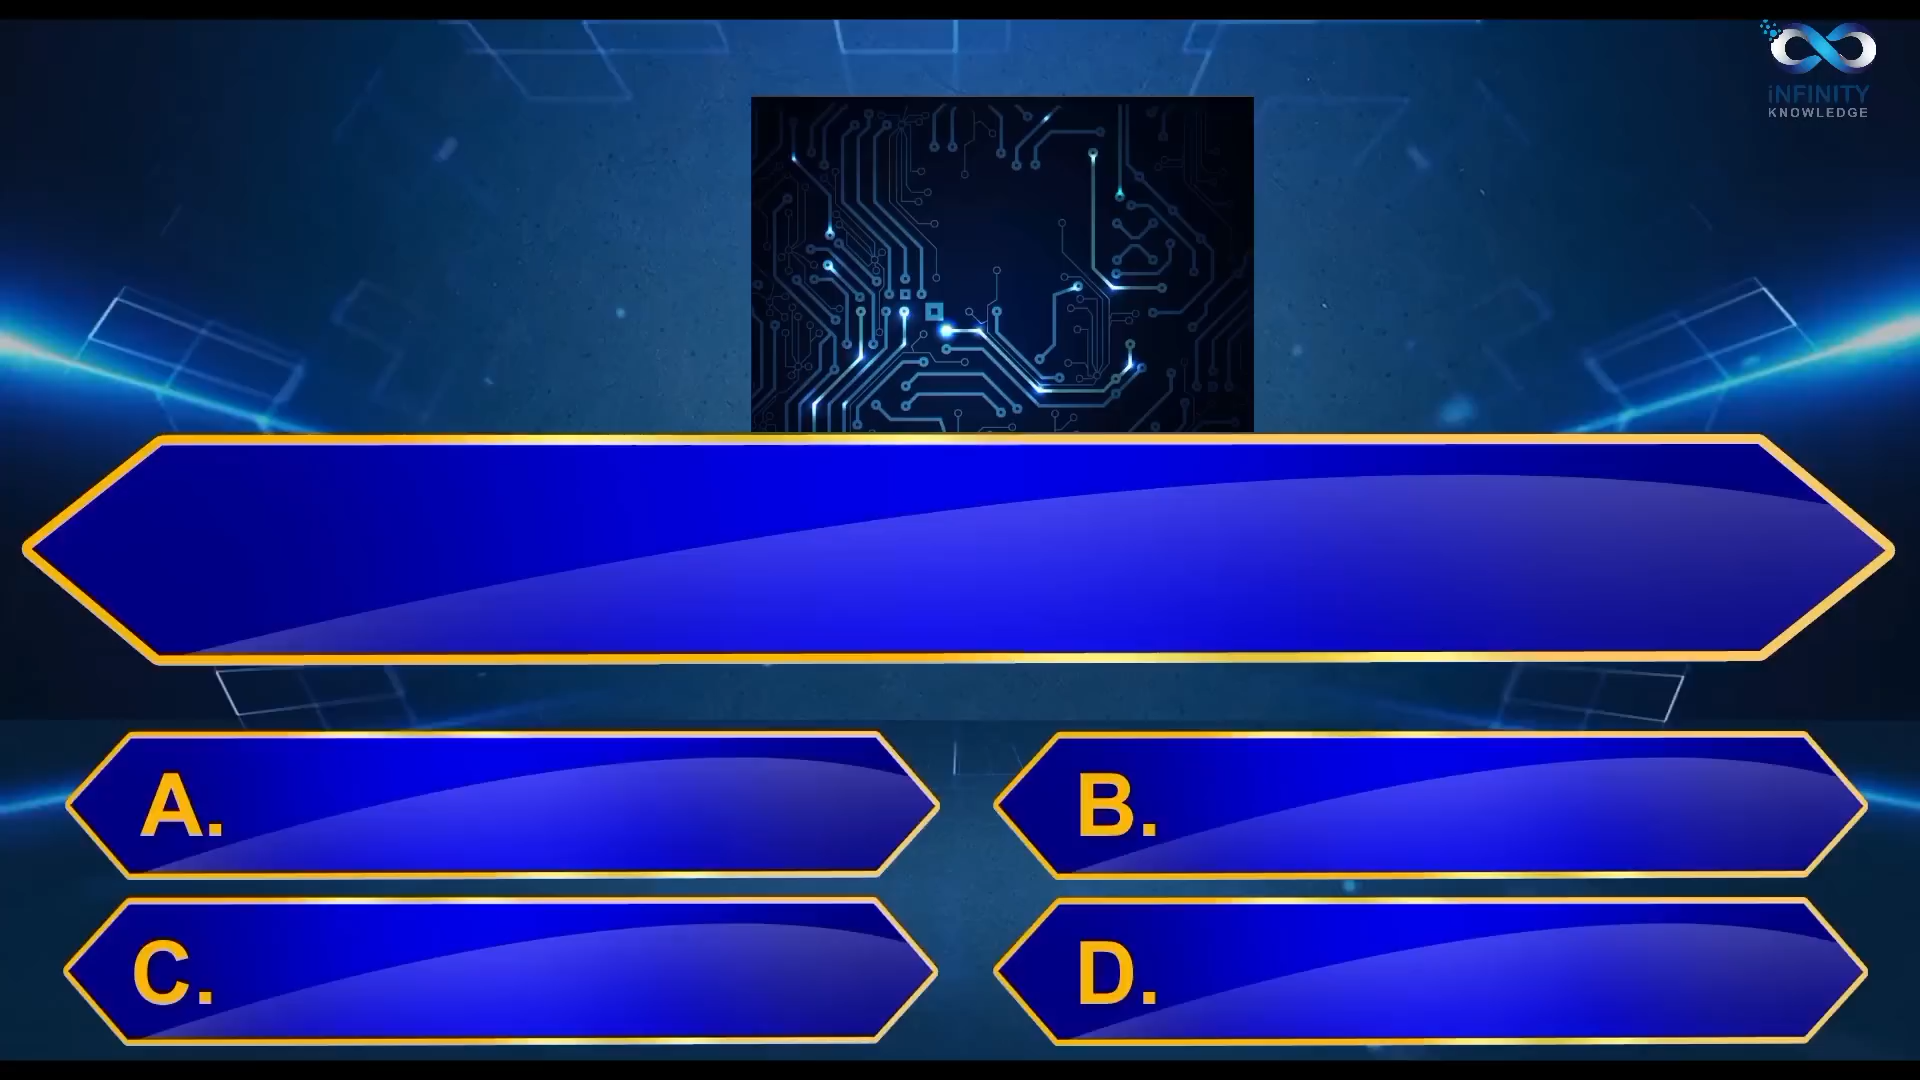 iNFINITY
KNOWLEDGE
A.
B.
C.
D.